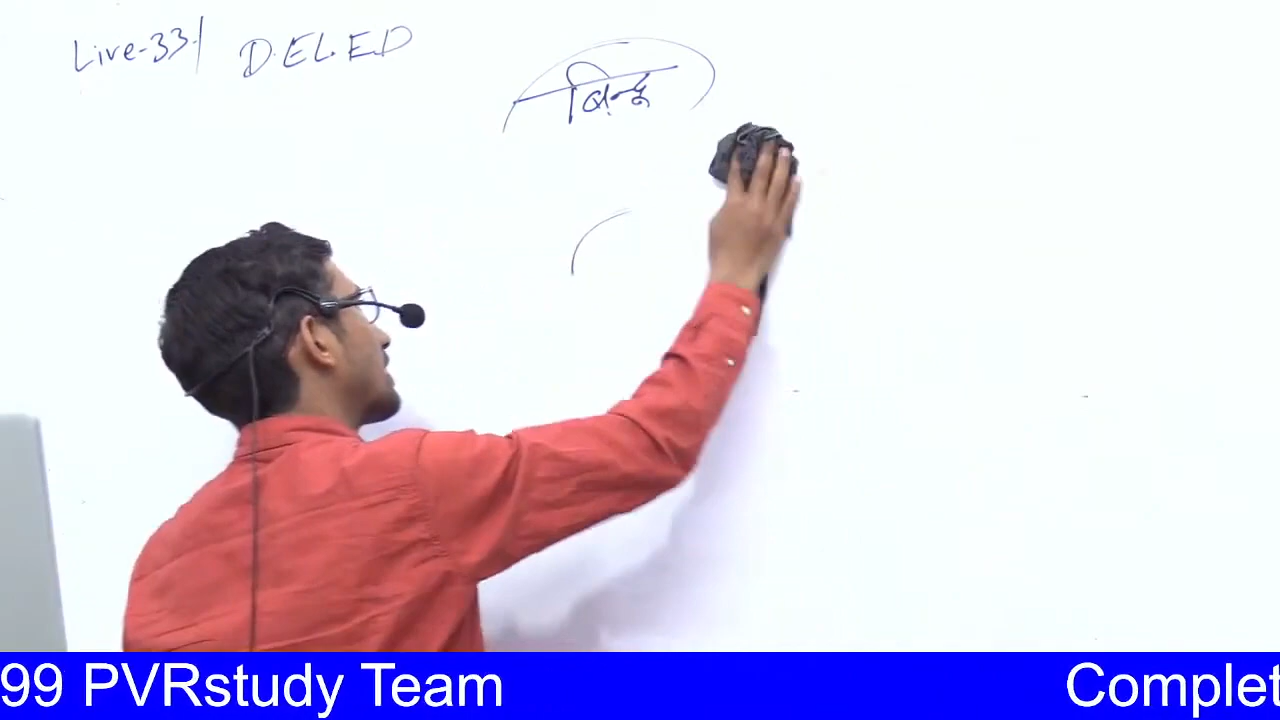 Live-33 | D.EL.ED
बिन्दू
99 PVRstudy Team Complet